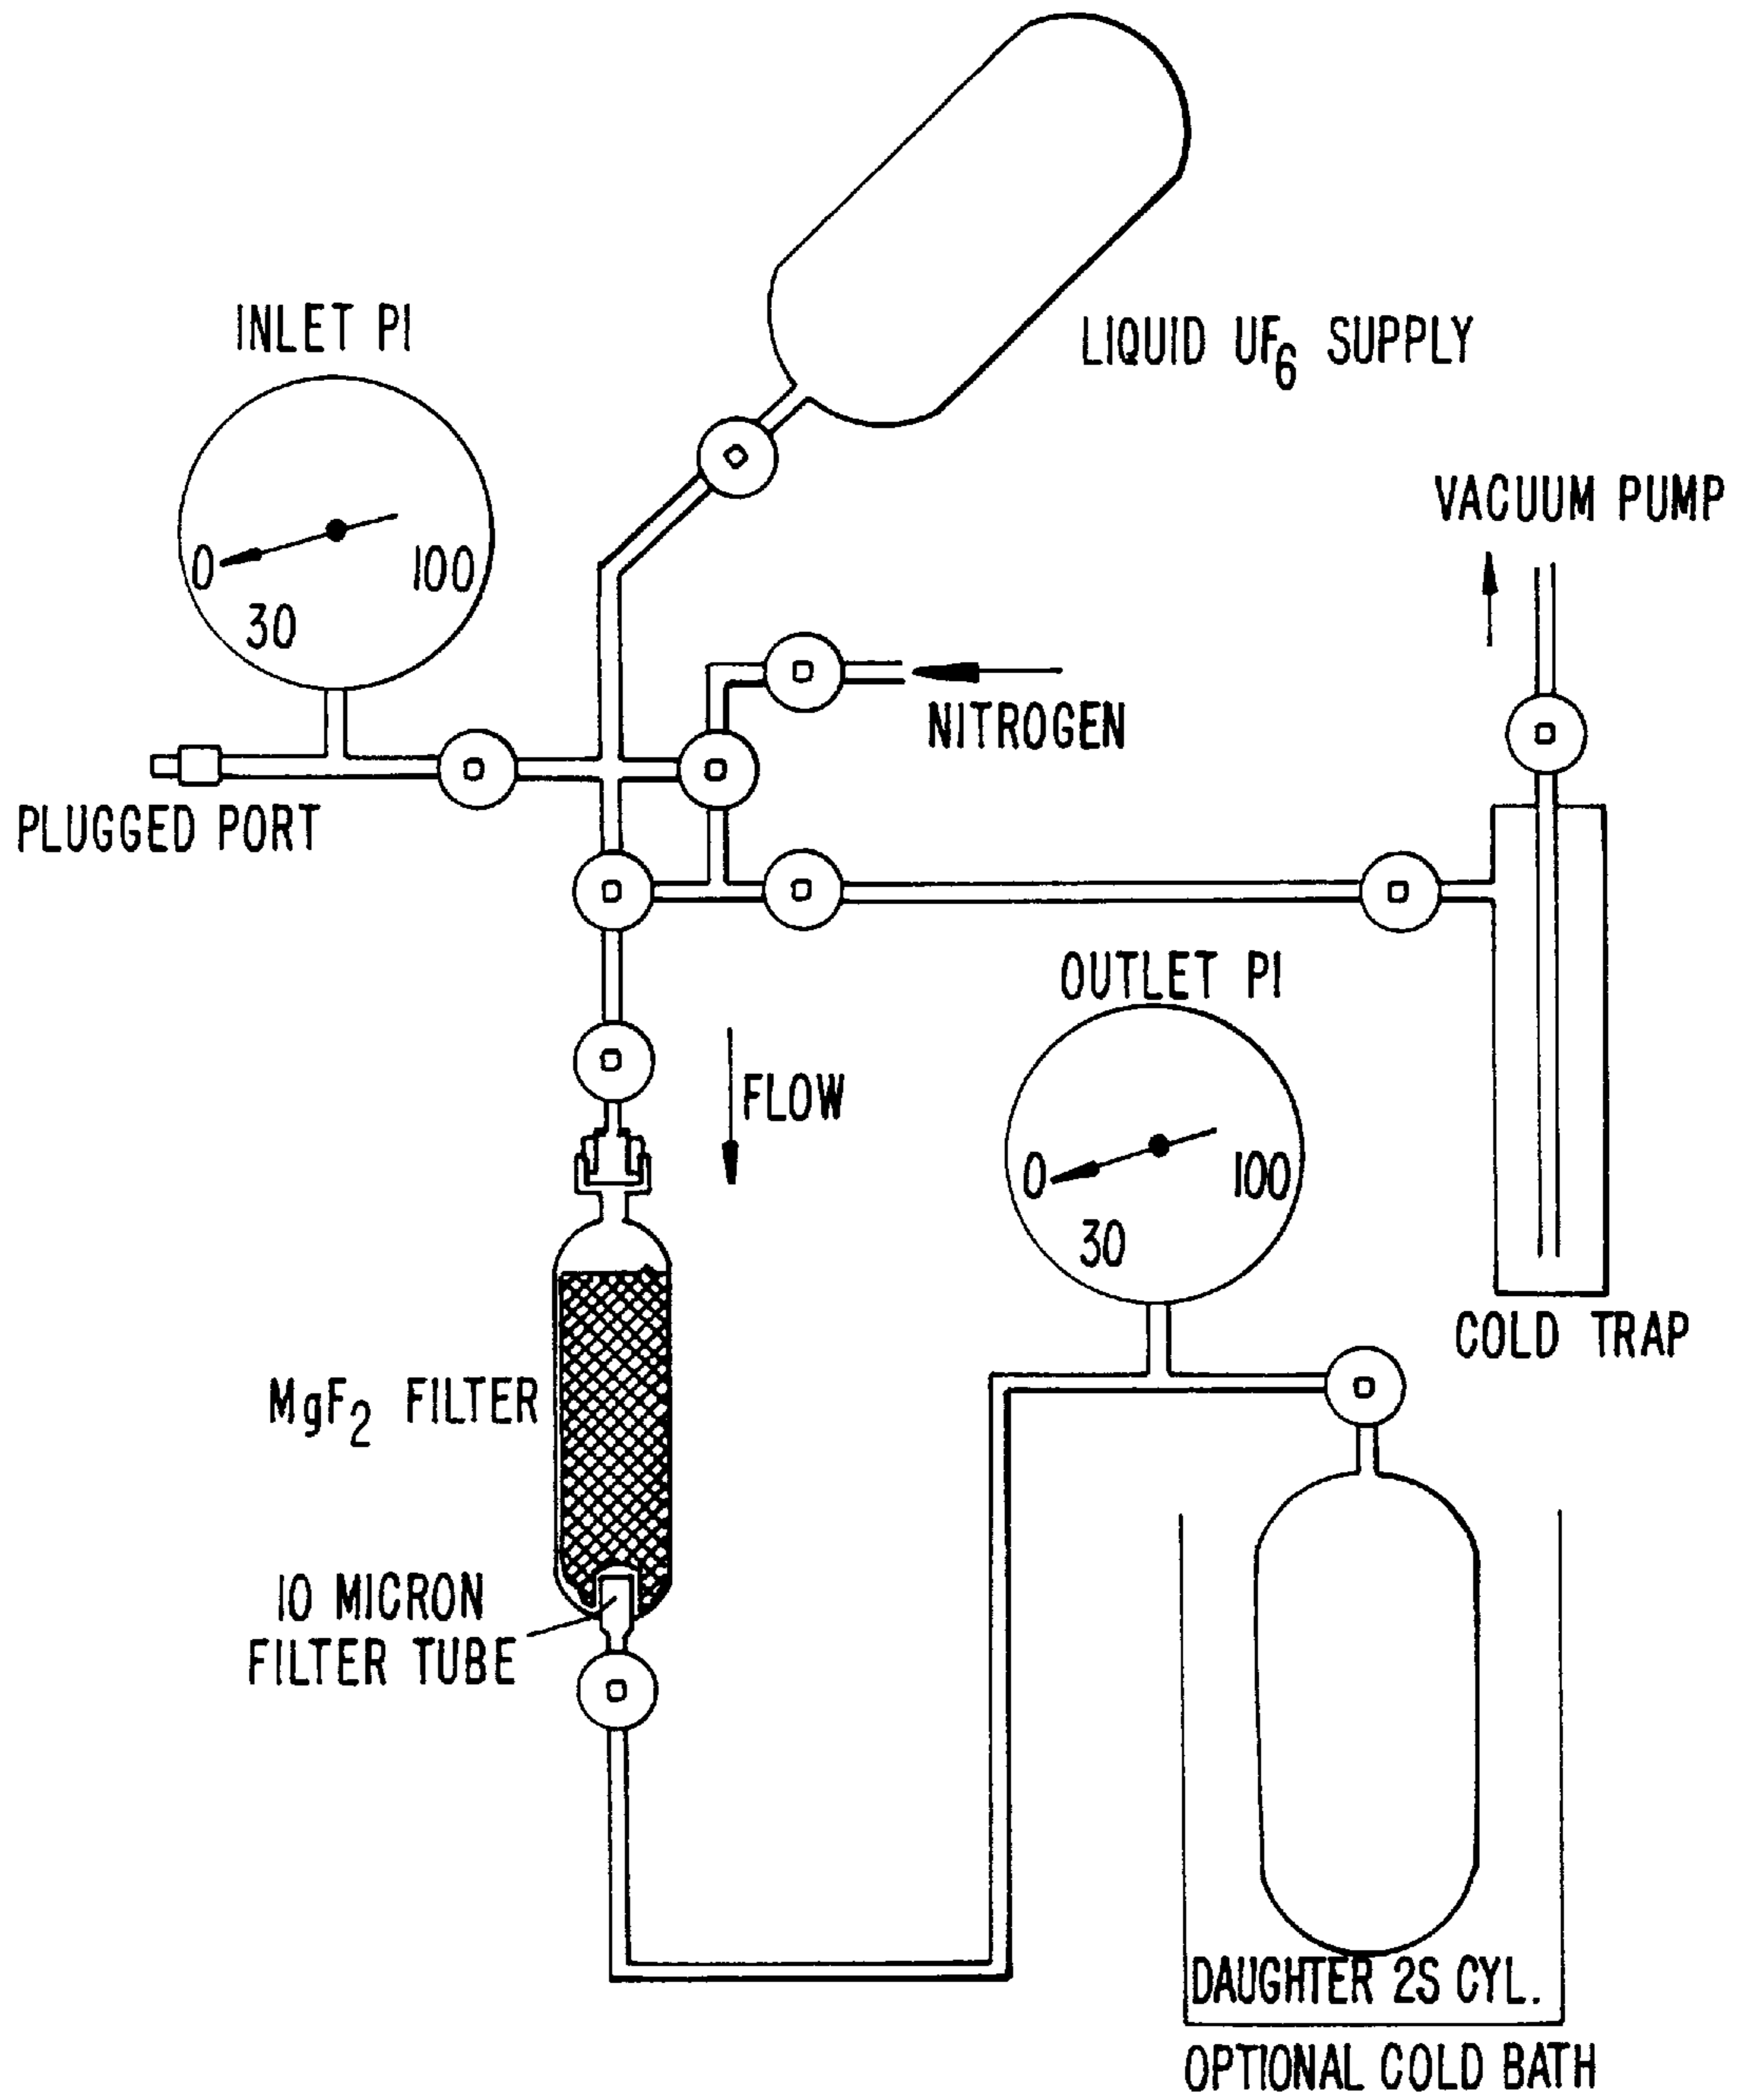 INLET PI
0
100
30
PLUGGED PORT
LIQUID UF6 SUPPLY
VACUUM PUMP
NITROGEN
FLOW
OUTLET PI
0
100
30
COLD TRAP
MgF2 FILTER
10 MICRON
FILTER TUBE
DAUGHTER 2S CYL.
OPTIONAL COLD BATH